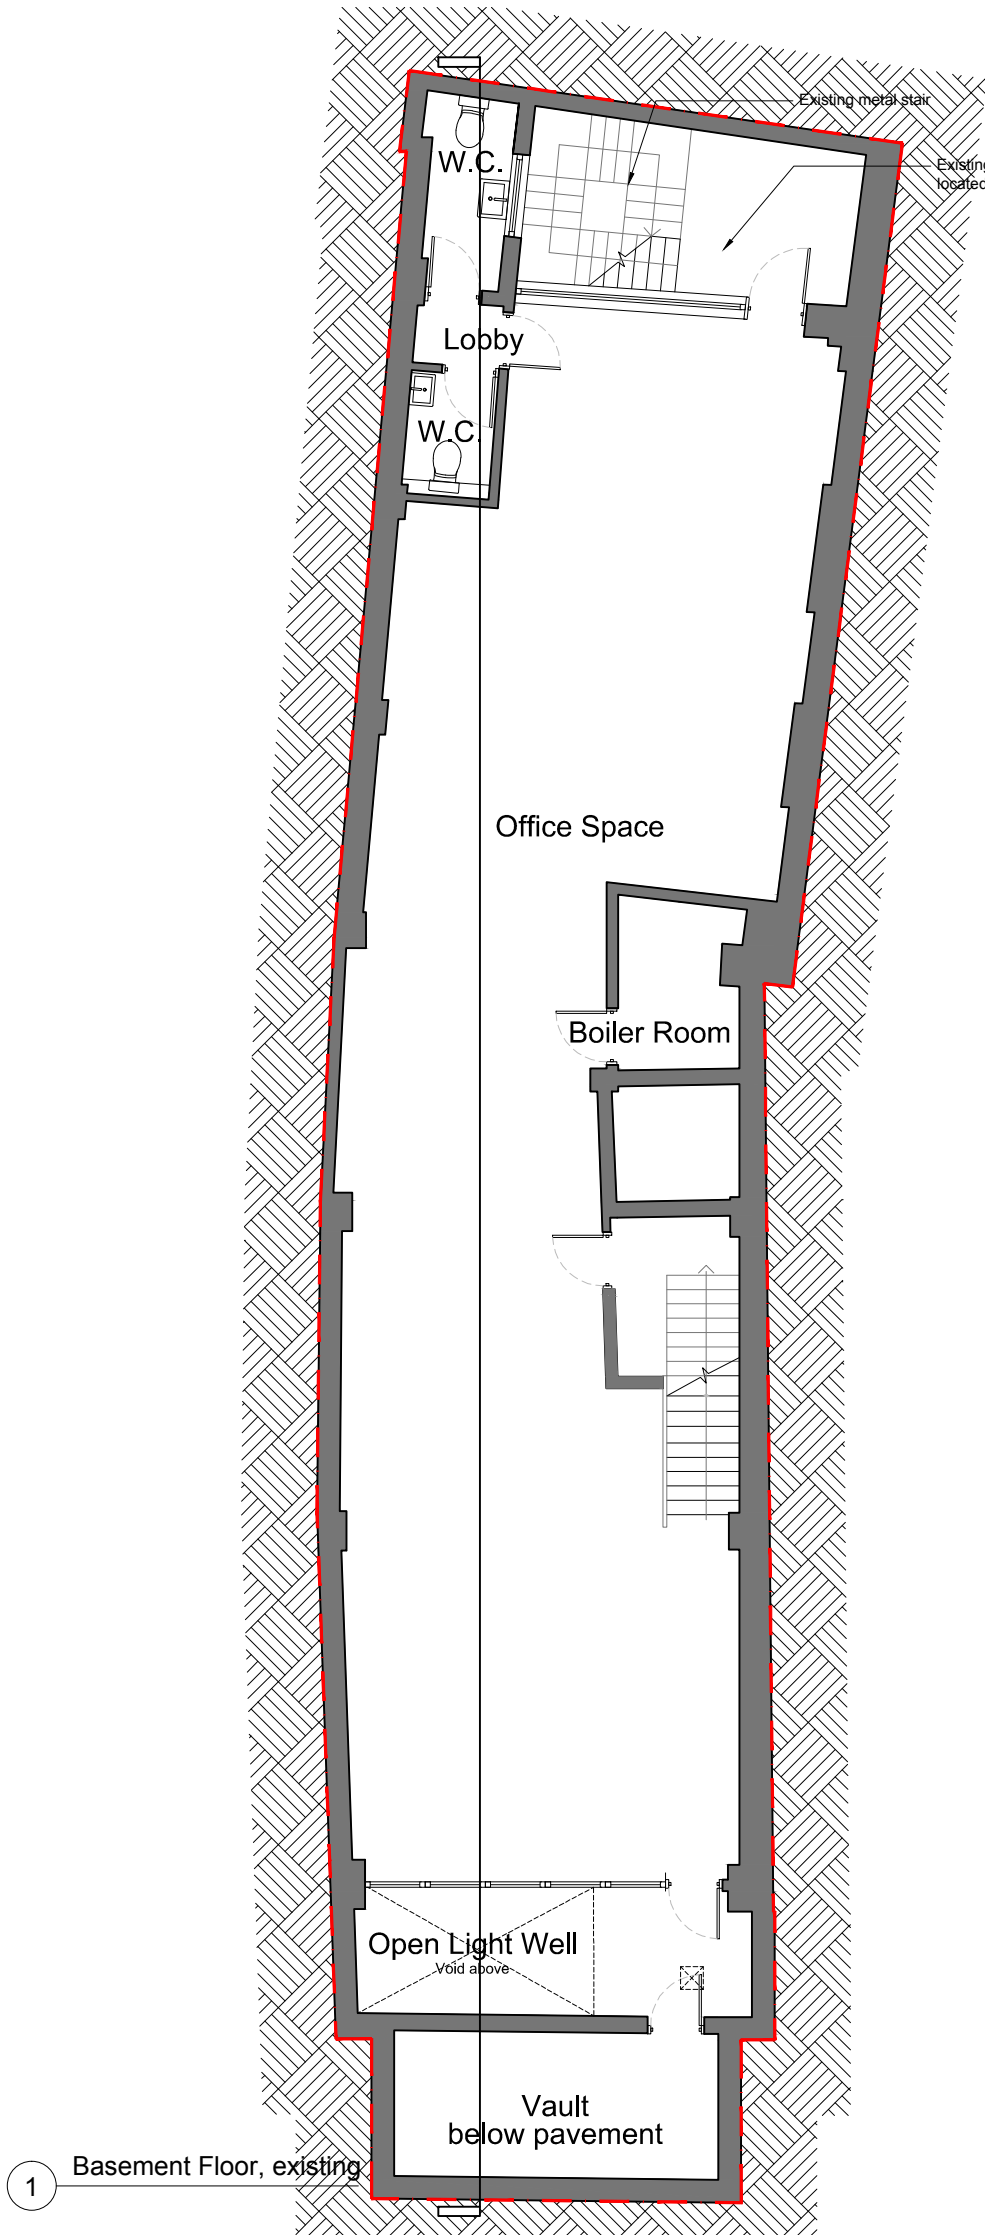 Existing metal stair
Existing
located
W.C.
Lobby
W.C.
Office Space
Boiler Room
Open Light Well
Void above
Vault
below pavement
1
Basement Floor, existing